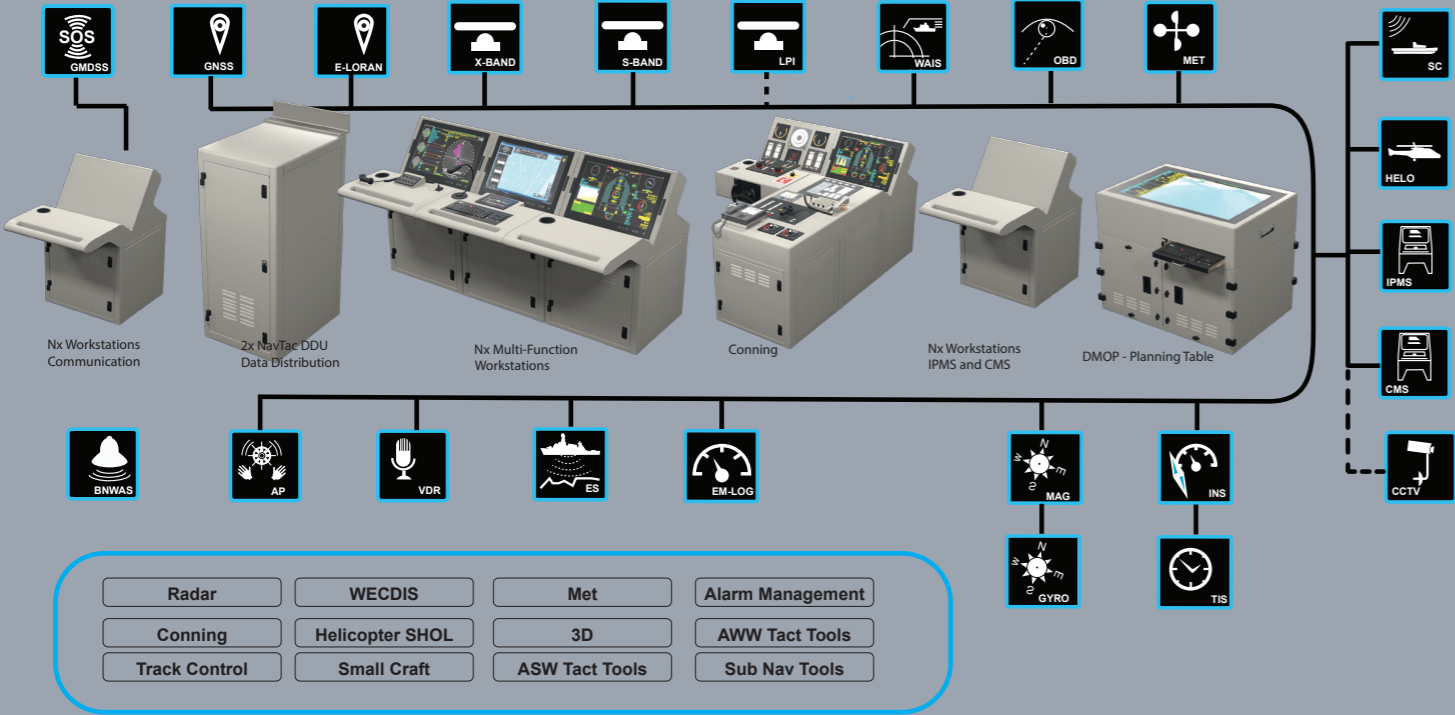 SOS
GMDSS
GNSS
E-LORAN
X-BAND
S-BAND
LPI
WAIS
OBD
MET
SC
HELO
IPMS
CMS
CCTV
Nx Workstations
Communication
2x NavTac DDU
Data Distribution
Nx Multi-Function
Workstations
Conning
Nx Workstations
IPMS and CMS
DMOP - Planning Table
BNWAS
AP
VDR
ES
EM-LOG
N
W
E
S
MAG
INS
N
W
E
S
GYRO
TIS
Radar
WECDIS
Met
Alarm Management
Conning
Helicopter SHOL
3D
AWW Tact Tools
Track Control
Small Craft
ASW Tact Tools
Sub Nav Tools